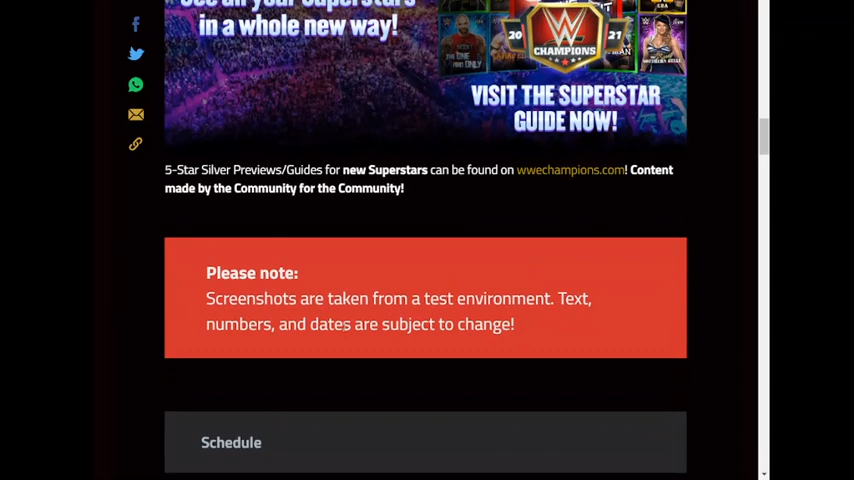 See all your Superstars
in a whole new way!
20 21
CHAMPIONS
VISIT THE SUPERSTAR
GUIDE NOW!
5-Star Silver Previews/Guides for new Superstars can be found on wwechampions.com! Content
made by the Community for the Community!
Please note:
Screenshots are taken from a test environment. Text,
numbers, and dates are subject to change!
Schedule